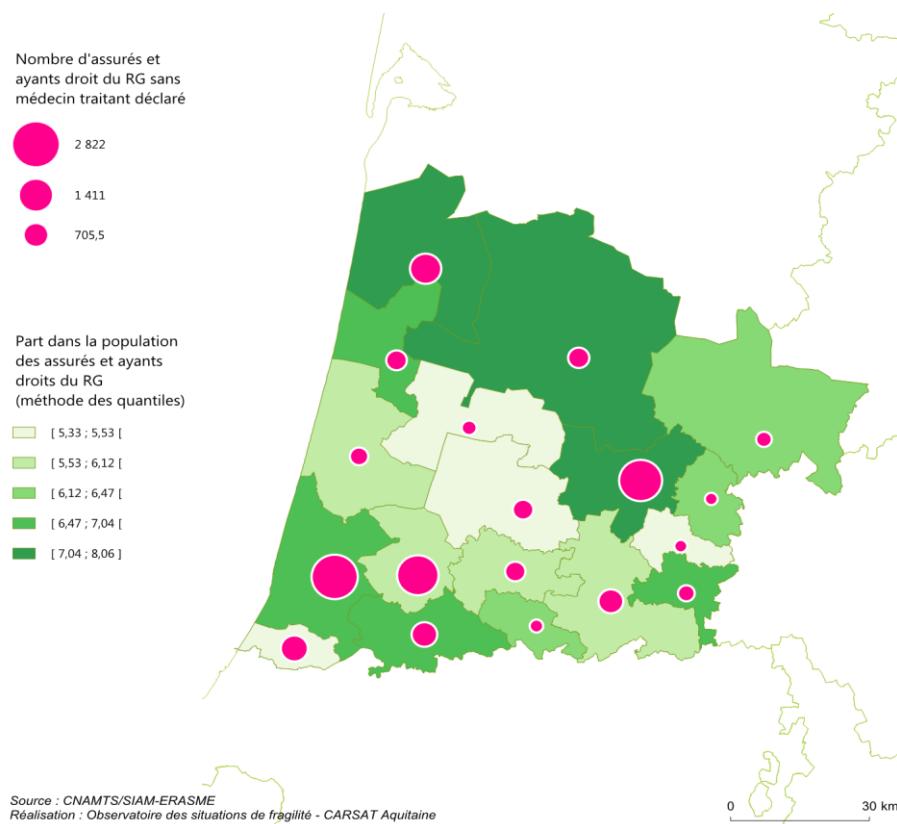 Nombre d'assurés et
ayants droit du RG sans
médecin traitant déclaré
2 822
1 411
705,5
Part dans la population
des assurés et ayants
droits du RG
(méthode des quantiles)
[ 5,33 ; 5,53 [
[ 5,53 ; 6,12 [
[ 6,12 ; 6,47 [
[ 6,47 ; 7,04 [
[ 7,04 ; 8,06 ]
Source : CNAMTS/SIAM-ERASME
Réalisation : Observatoire des situations de fragilité - CARSAT Aquitaine
0 30 km